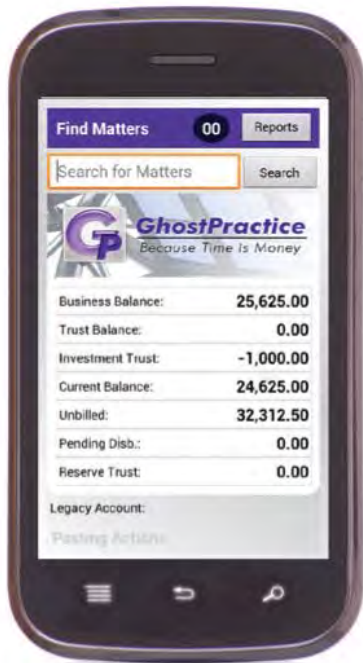 Find Matters 00 Reports
Search for Matters Search
GP GhostPractice
Because Time Is Money
Business Balance: 25,625.00
Trust Balance: 0.00
Investment Trust: -1,000.00
Current Balance: 24,625.00
Unbilled: 32,312.50
Pending Disb.: 0.00
Reserve Trust: 0.00
Legacy Account:
Posting Actions